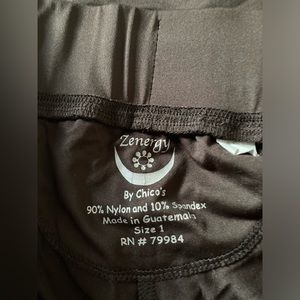 Zenergy
By Chico's
90% Nylon and 10% Spandex
Made in Guatemala
Size 1
RN # 79984